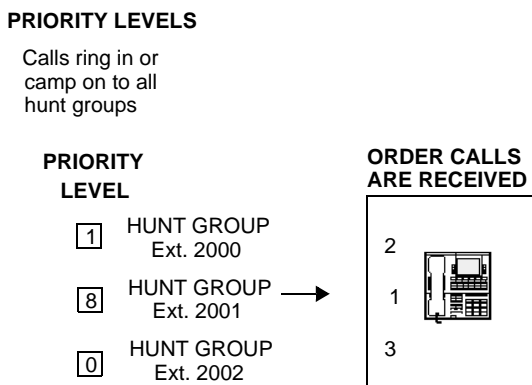 PRIORITY LEVELS
Calls ring in or
camp on to all
hunt groups
PRIORITY
LEVEL
ORDER CALLS
ARE RECEIVED
1
HUNT GROUP
Ext. 2000
2
8
HUNT GROUP
Ext. 2001
1
0
HUNT GROUP
Ext. 2002
3